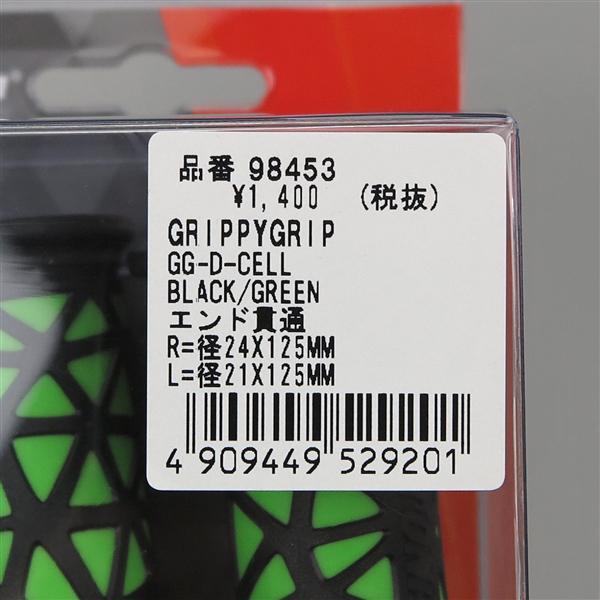 品番 98453
¥1,400 (税抜)
GRIPPYGRIP
GG-D-CELL
BLACK/GREEN
エンド貫通
R=径24X125MM
L=径21X125MM
4 909449 529201